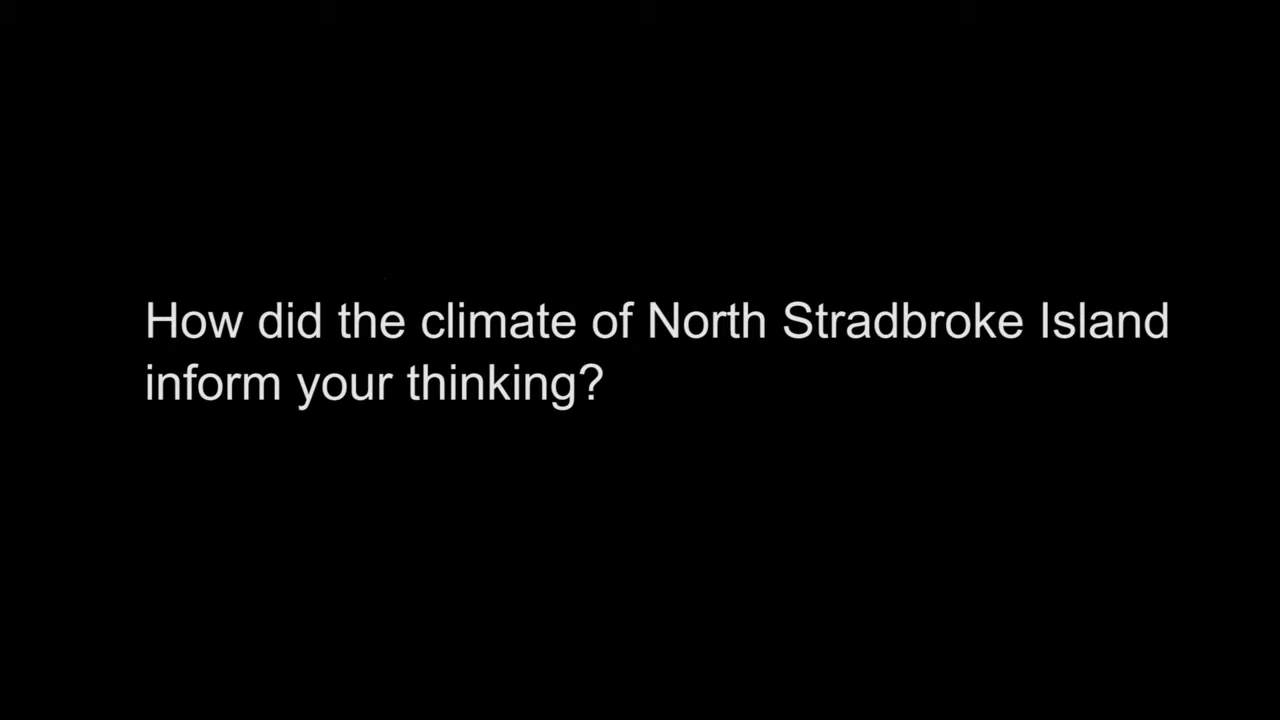 How did the climate of North Stradbroke Island
inform your thinking?